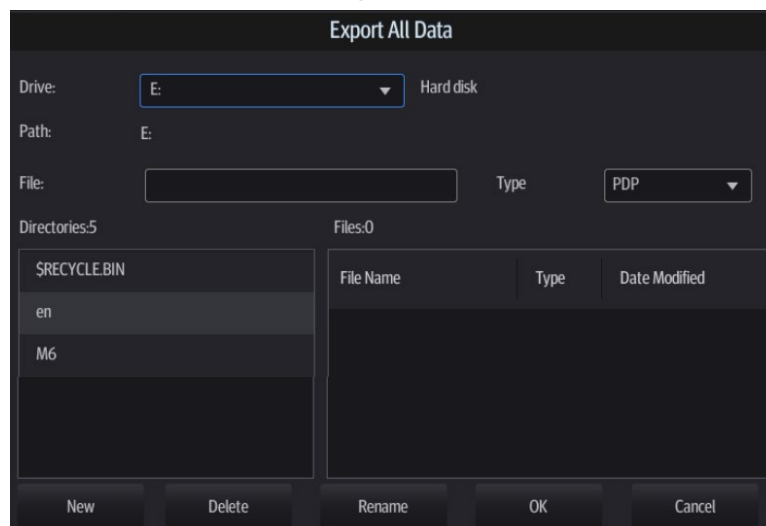 Export All Data
Drive: E: Hard disk
Path: E:
File: Type PDP
Directories:5 Files:0
$RECYCLE.BIN File Name Type Date Modified
en
M6
New Delete Rename OK Cancel